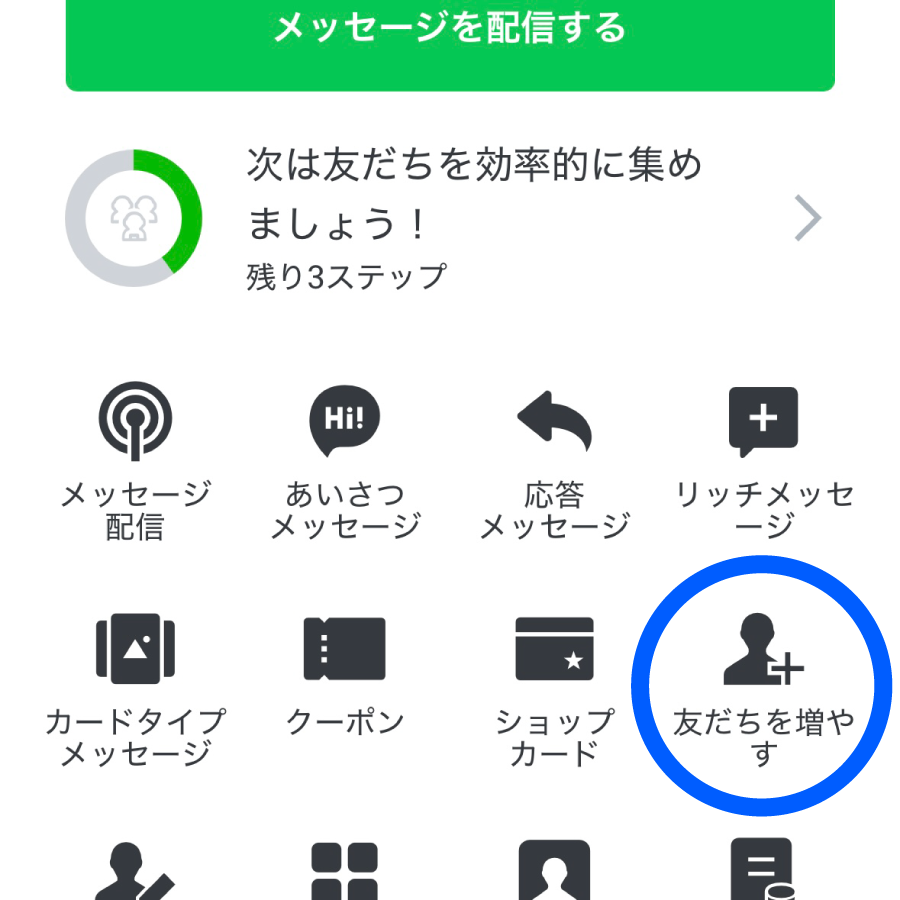 メッセージを配信する
次は友だちを効率的に集め
ましょう！
残り3ステップ
Hi!
メッセージ
配信
あいさつ
メッセージ
応答
メッセージ
リッチメッセ
ージ
カードタイプ
メッセージ
クーポン
ショップ
カード
友だちを増や
す